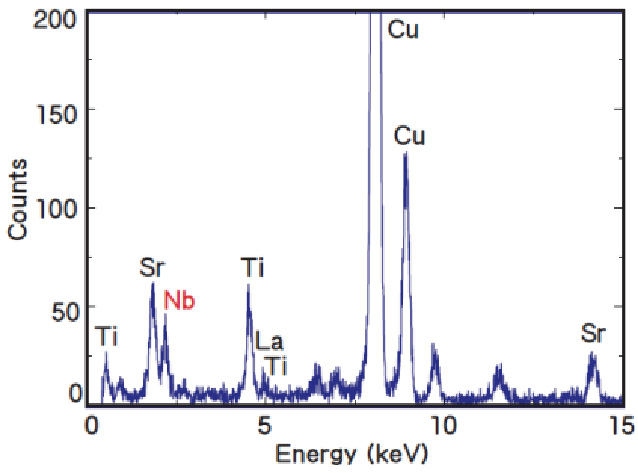 200
150
100
50
0
Counts
Cu
Cu
Sr
Nb
Ti
Ti
La
Ti
Sr
0 5 10 15
Energy (keV)